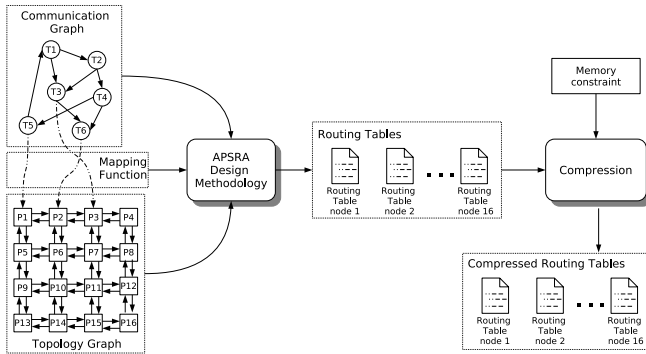 Communication
Graph
T1
T2
T3
T4
T5
T6
Mapping
Function
P1
P2
P3
P4
P5
P6
P7
P8
P9
P10
P11
P12
P13
P14
P15
P16
Topology Graph
APSRA
Design
Methodology
Routing Tables
Routing
Table
node 1
Routing
Table
node 2
Routing
Table
node 16
Memory
constraint
Compression
Compressed Routing Tables
Routing
Table
node 1
Routing
Table
node 2
Routing
Table
node 16